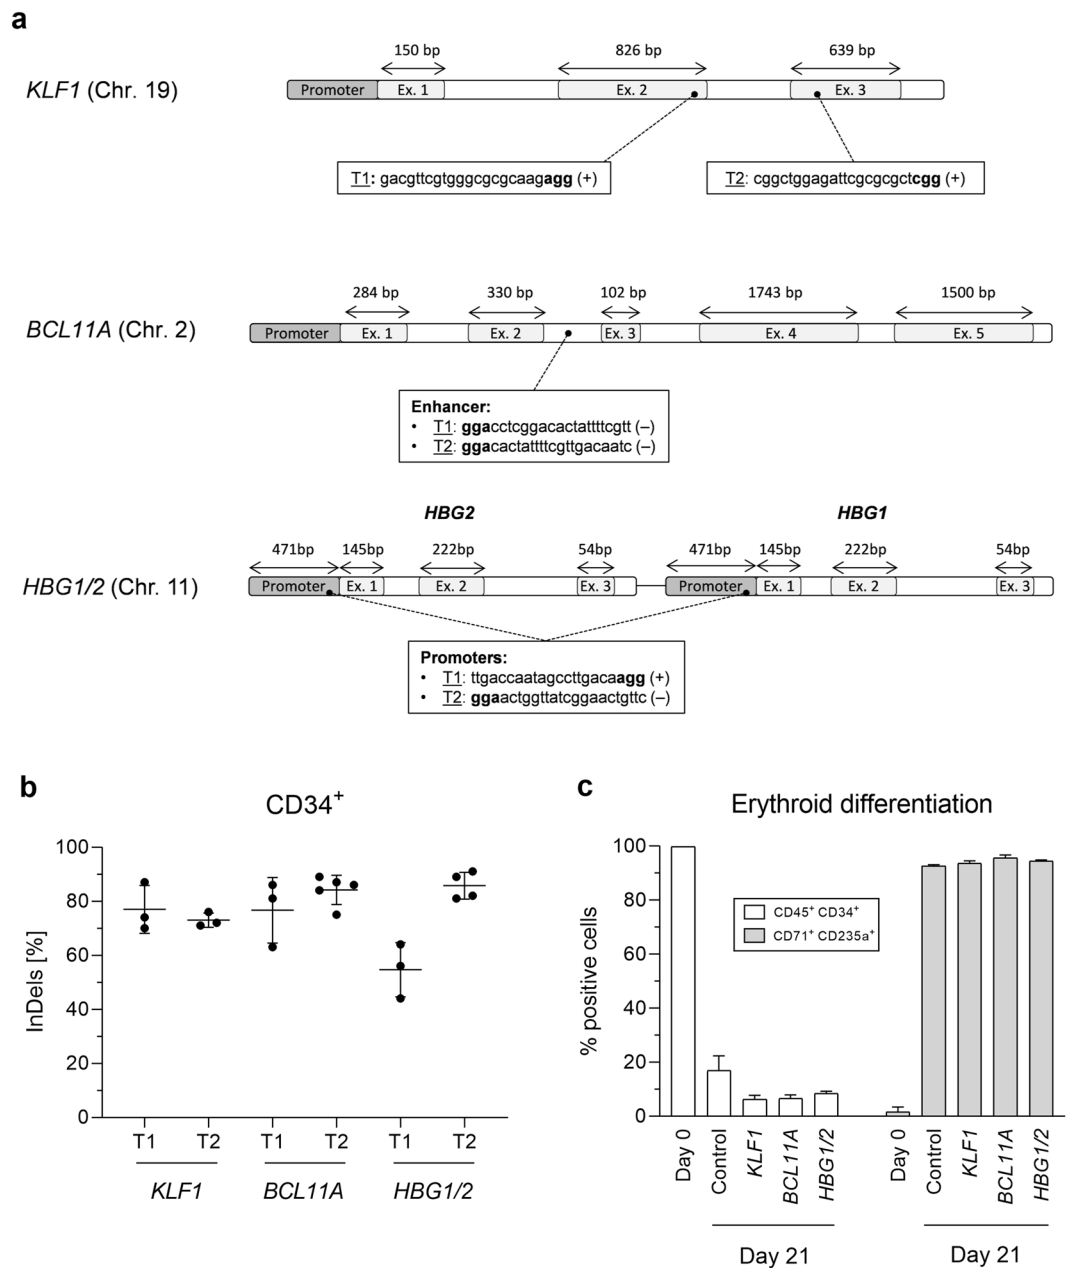 a
150 bp 826 bp 639 bp
KLF1 (Chr. 19) Promoter Ex. 1 Ex. 2 Ex. 3
T1: gacgttcgtgggcgcgcaagagg (+) T2: cggctggagattcgcgcgctcgg (+)
284 bp 330 bp 102 bp 1743 bp 1500 bp
BCL11A (Chr. 2) Promoter Ex. 1 Ex. 2 Ex. 3 Ex. 4 Ex. 5
Enhancer:
• T1: ggacctcggacactattttcgtt (–)
• T2: ggacactattttcgttgacaatc (–)
HBG2 HBG1
471bp 145bp 222bp 54bp 471bp 145bp 222bp 54bp
HBG1/2 (Chr. 11) Promoter Ex. 1 Ex. 2 Ex. 3 Promoter Ex. 1 Ex. 2 Ex. 3
Promoters:
• T1: ttgaccaatagccttgacaagg (+)
• T2: ggaactggttatcggaactgttc (–)
b
CD34+
InDels [%]
100
80
60
40
20
0
T1 T2 T1 T2 T1 T2
KLF1 BCL11A HBG1/2
c
Erythroid differentiation
% positive cells
100
80
60
40
20
0
CD45+ CD34+
CD71+ CD235a+
Day 0 Control KLF1 BCL11A HBG1/2 Day 0 Control KLF1 BCL11A HBG1/2
Day 21 Day 21